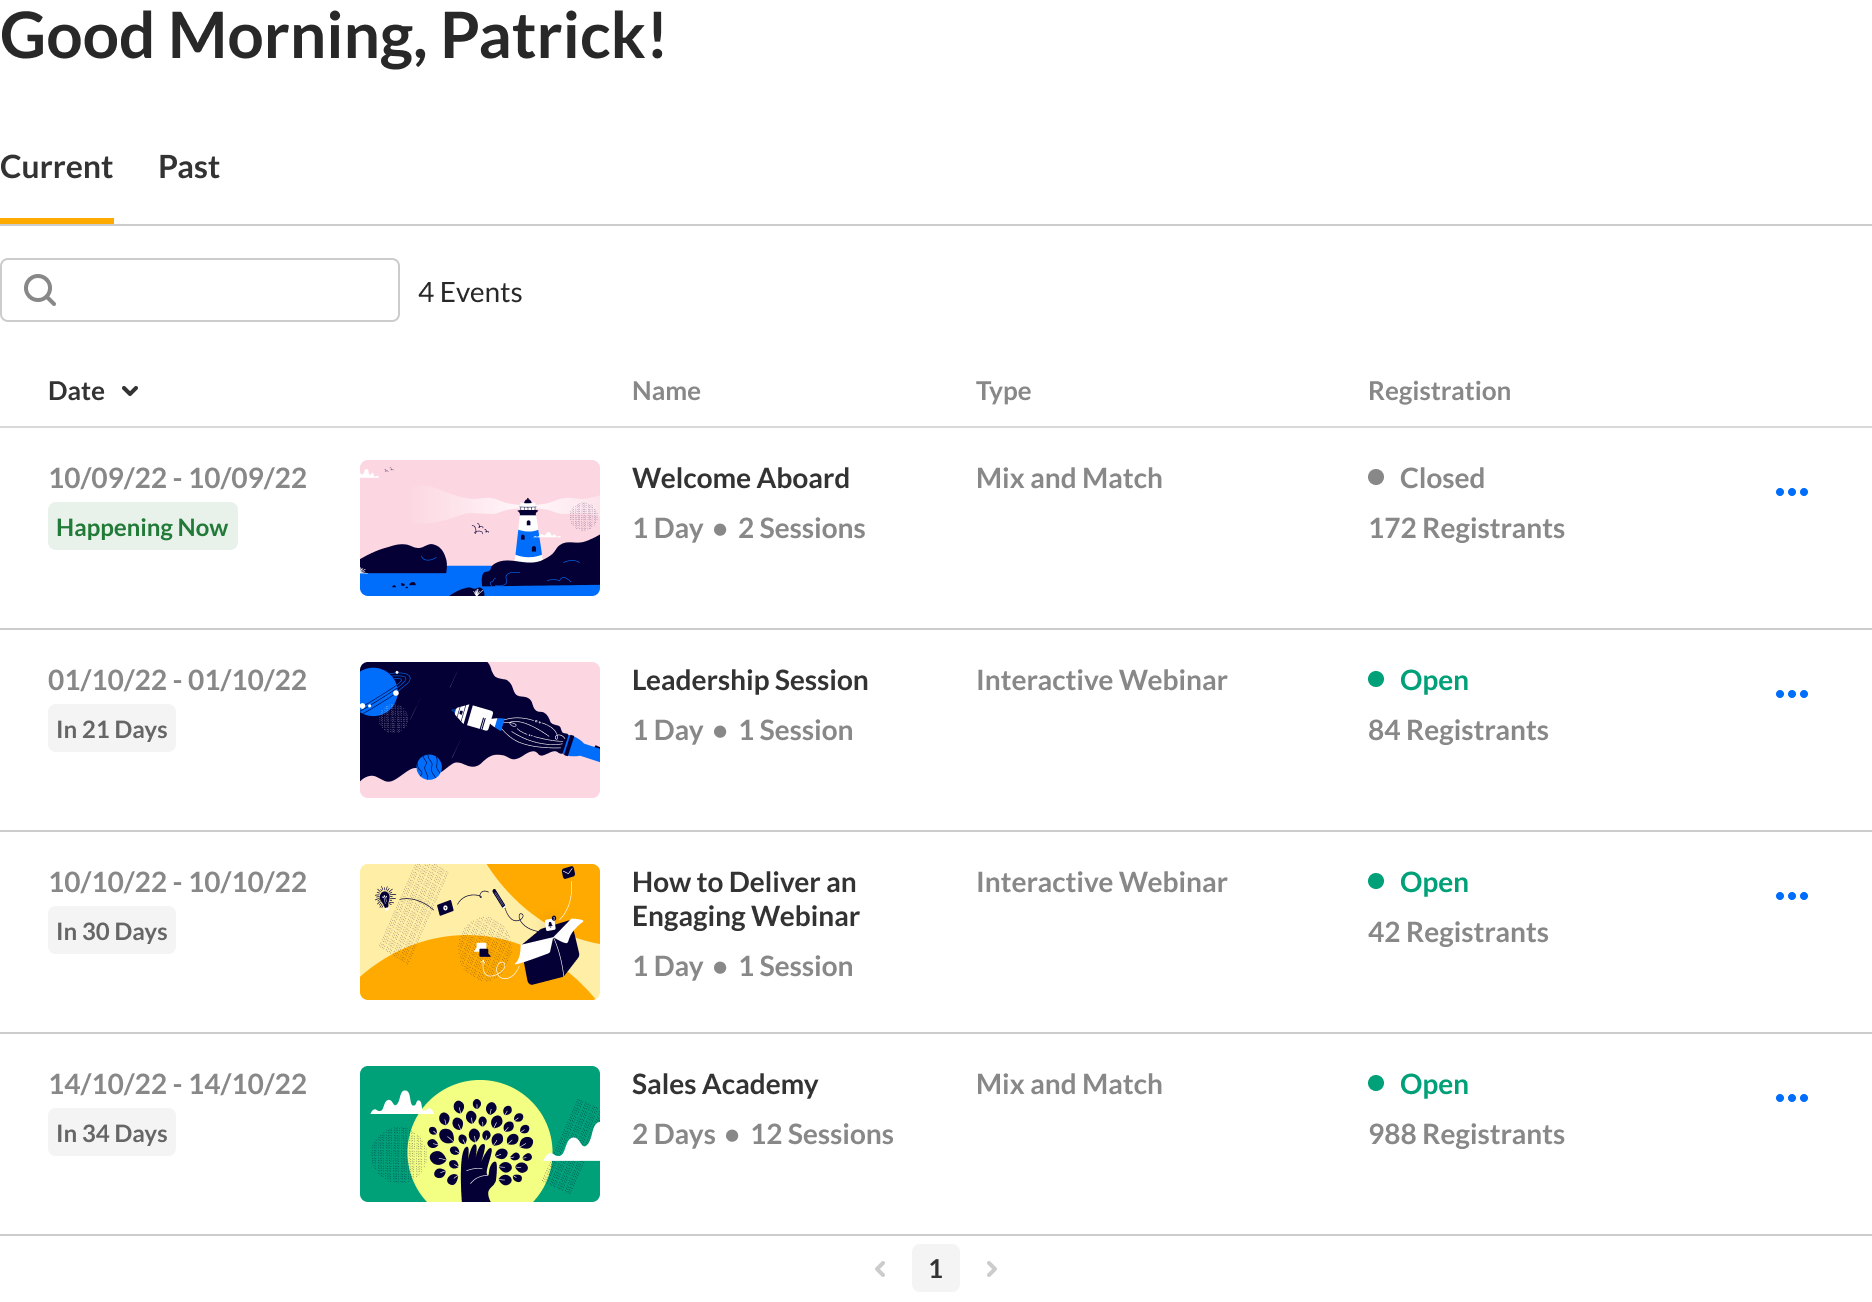 Good Morning, Patrick!
Current Past
4 Events
Date Name Type Registration
10/09/22 - 10/09/22 Welcome Aboard Mix and Match Closed
Happening Now 1 Day • 2 Sessions 172 Registrants
01/10/22 - 01/10/22 Leadership Session Interactive Webinar Open
In 21 Days 1 Day • 1 Session 84 Registrants
10/10/22 - 10/10/22 How to Deliver an Interactive Webinar Open
In 30 Days Engaging Webinar 42 Registrants
1 Day • 1 Session
14/10/22 - 14/10/22 Sales Academy Mix and Match Open
In 34 Days 2 Days • 12 Sessions 988 Registrants
1